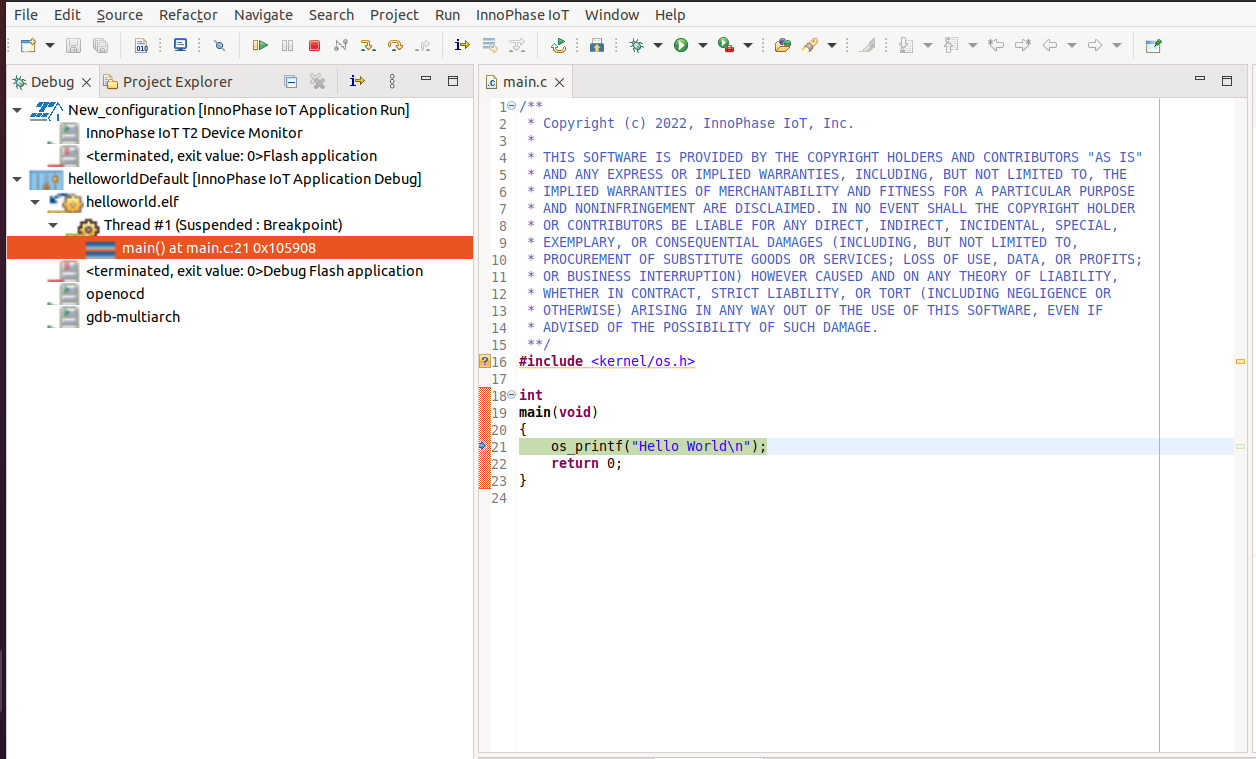 File Edit Source Refactor Navigate Search Project Run InnoPhase IoT Window Help
010
Debug Project Explorer
New_configuration [InnoPhase IoT Application Run]
InnoPhase IoT T2 Device Monitor
<terminated, exit value: 0>Flash application
helloworldDefault [InnoPhase IoT Application Debug]
helloworld.elf
Thread #1 (Suspended : Breakpoint)
main() at main.c:21 0x105908
<terminated, exit value: 0>Debug Flash application
openocd
gdb-multiarch
main.c
1 /**
2 * Copyright (c) 2022, InnoPhase IoT, Inc.
3 *
4 * THIS SOFTWARE IS PROVIDED BY THE COPYRIGHT HOLDERS AND CONTRIBUTORS "AS IS"
5 * AND ANY EXPRESS OR IMPLIED WARRANTIES, INCLUDING, BUT NOT LIMITED TO, THE
6 * IMPLIED WARRANTIES OF MERCHANTABILITY AND FITNESS FOR A PARTICULAR PURPOSE
7 * AND NONINFRINGEMENT ARE DISCLAIMED. IN NO EVENT SHALL THE COPYRIGHT HOLDER
8 * OR CONTRIBUTORS BE LIABLE FOR ANY DIRECT, INDIRECT, INCIDENTAL, SPECIAL,
9 * EXEMPLARY, OR CONSEQUENTIAL DAMAGES (INCLUDING, BUT NOT LIMITED TO,
10 * PROCUREMENT OF SUBSTITUTE GOODS OR SERVICES; LOSS OF USE, DATA, OR PROFITS;
11 * OR BUSINESS INTERRUPTION) HOWEVER CAUSED AND ON ANY THEORY OF LIABILITY,
12 * WHETHER IN CONTRACT, STRICT LIABILITY, OR TORT (INCLUDING NEGLIGENCE OR
13 * OTHERWISE) ARISING IN ANY WAY OUT OF THE USE OF THIS SOFTWARE, EVEN IF
14 * ADVISED OF THE POSSIBILITY OF SUCH DAMAGE.
15 **/
16 #include <kernel/os.h>
17
18 int
19 main(void)
20 {
21 os_printf("Hello World\n");
22 return 0;
23 }
24